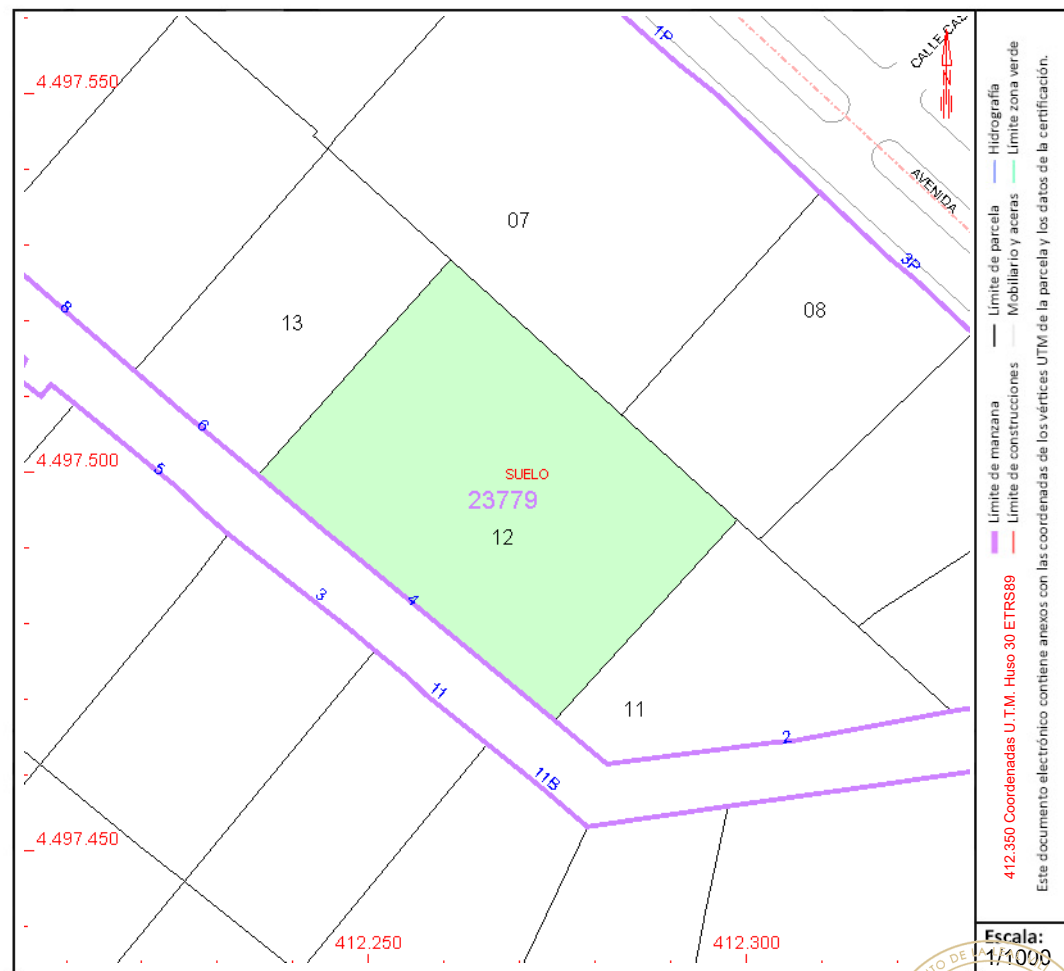 1P
CALLE CAS
N
4.497.550
AVENIDA
07
3P
13
08
8
6
4.497.500
5
SUELO
23779
12
3
4
11
11
2
11B
4.497.450
412.250
412.300
Límite de manzana
Límite de parcela
Hidrografía
Límite de construcciones
Mobiliario y aceras
Límite zona verde
412.350 Coordenadas U.T.M. Huso 30 ETRS89
Este documento electrónico contiene anexos con las coordenadas de los vértices UTM de la parcela y los datos de la certificación.
Escala:
1/1000